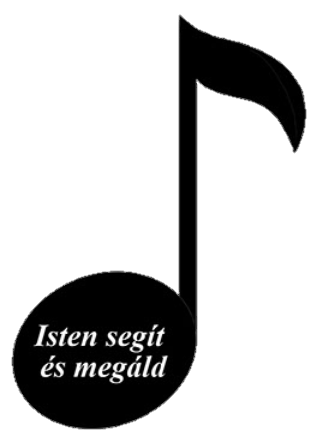 Isten segít
és megáld